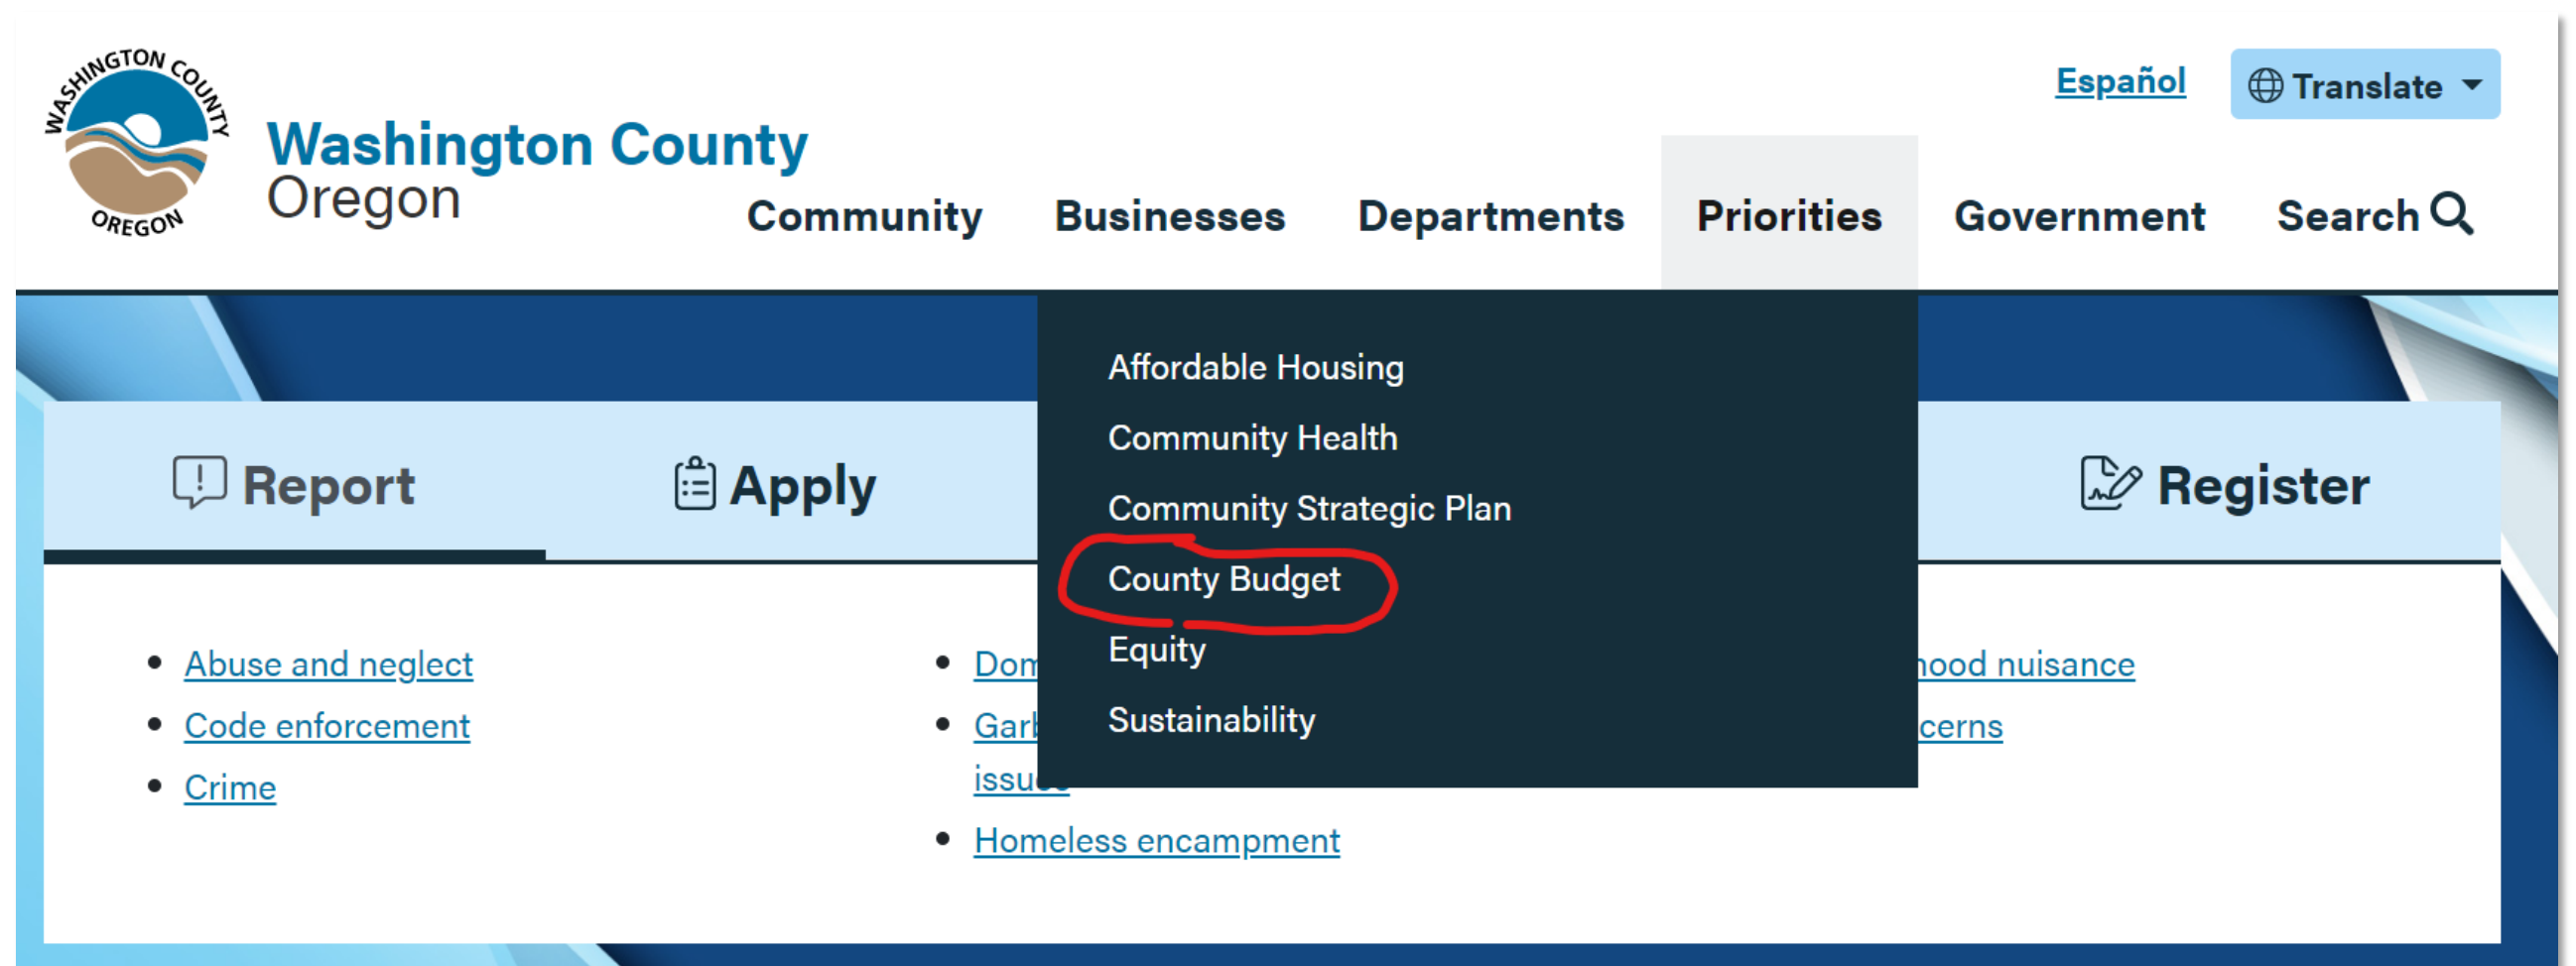 WASHINGTON COUNTY
OREGON
Washington County
Oregon
Español
Translate
Community Businesses Departments Priorities Government Search
Affordable Housing
Community Health
Community Strategic Plan
County Budget
Equity
Sustainability
Report Apply Register
Abuse and neglect
Code enforcement
Crime
Homeless encampment
nuisance